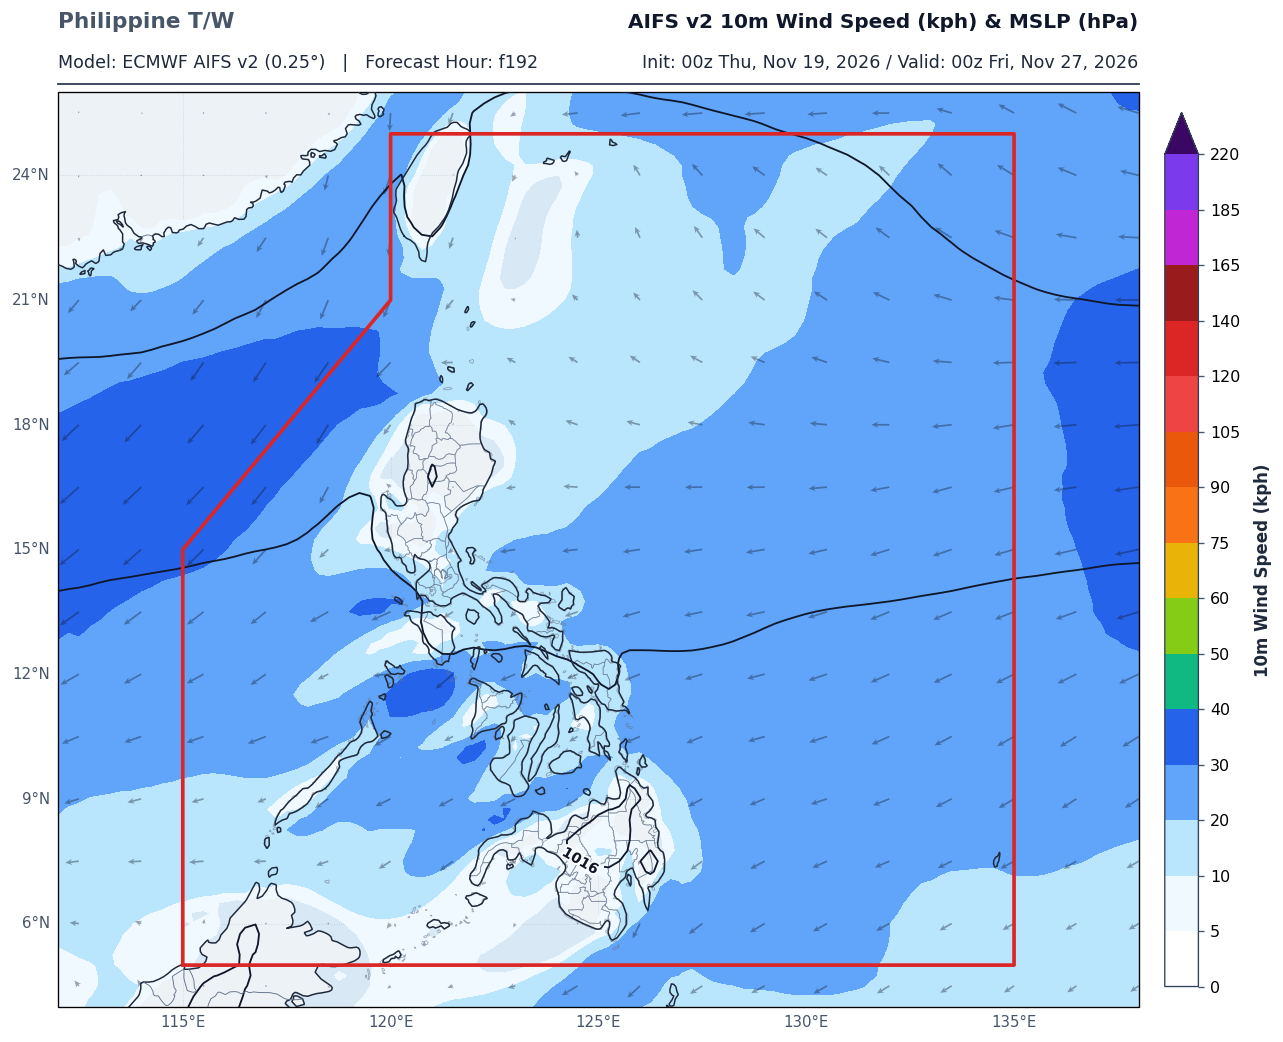 Philippine T/W
AIFS v2 10m Wind Speed (kph) & MSLP (hPa)
Model: ECMWF AIFS v2 (0.25°) | Forecast Hour: f192
Init: 00z Thu, Nov 19, 2026 / Valid: 00z Fri, Nov 27, 2026
24°N
21°N
18°N
15°N
12°N
9°N
6°N
1016
115°E
120°E
125°E
130°E
135°E
220
185
165
140
120
105
90
75
60
50
40
30
20
10
5
0
10m Wind Speed (kph)